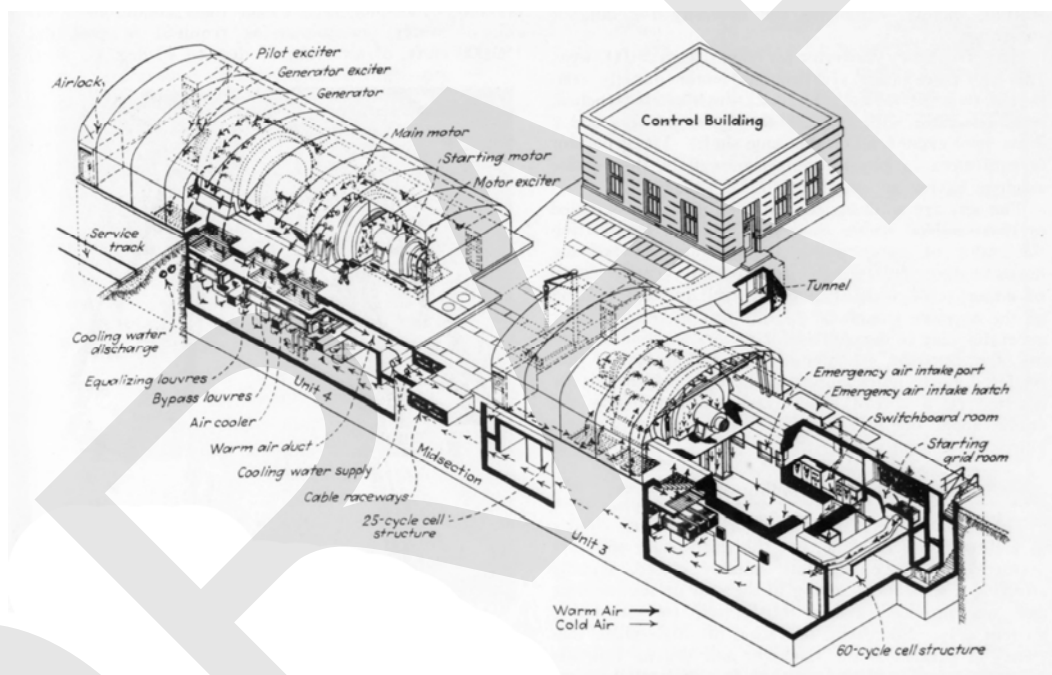 Pilot exciter
Generator exciter
Airlock
Generator
Main motor
Starting motor
Motor exciter
Control Building
Service track
Tunnel
Cooling water
discharge
Equalizing louvres
Bypass louvres
Unit 4
Air cooler
Warm air duct
Cooling water supply
Midsection
Cable raceways
25-cycle cell
structure
Unit 3
Emergency air intake port
Emergency air intake hatch
Switchboard room
Starting
grid room
Warm Air
Cold Air
60-cycle cell structure